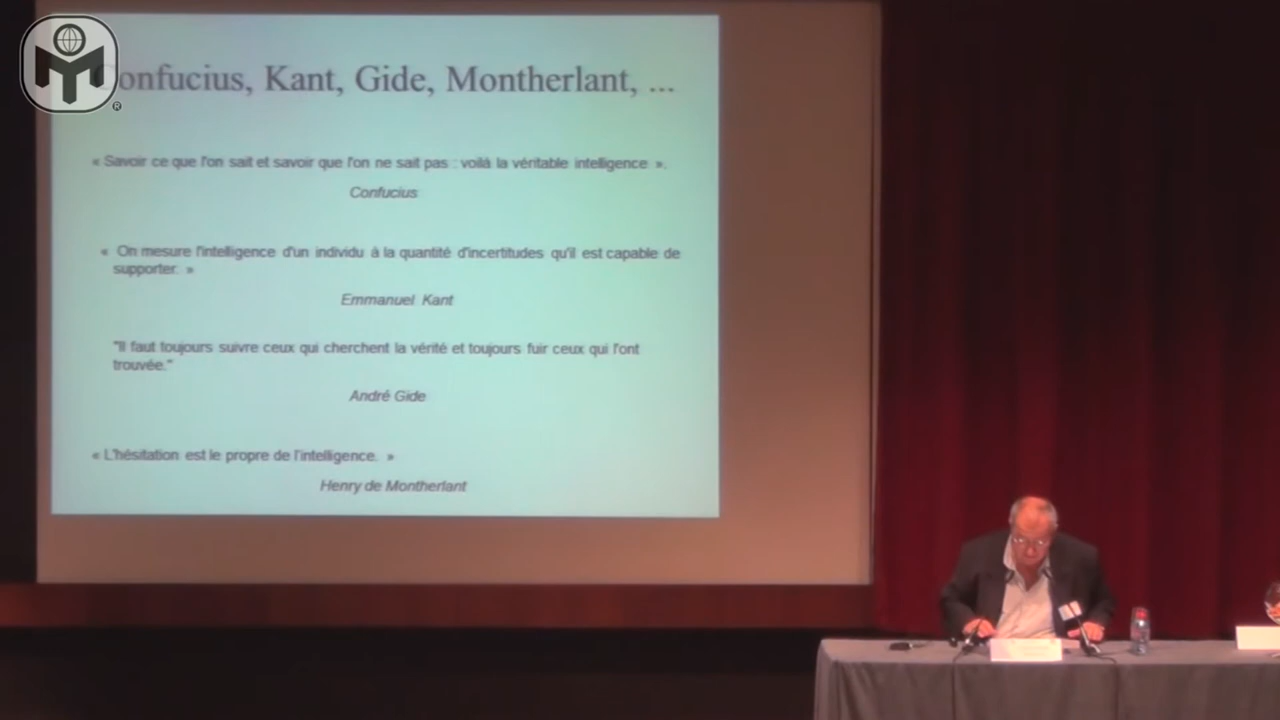 Confucius, Kant, Gide, Montherlant, ...
« Savoir ce que l'on sait et savoir que l'on ne sait pas : voilà la véritable intelligence ».
Confucius
« On mesure l'intelligence d'un individu à la quantité d'incertitudes qu'il est capable de
supporter. »
Emmanuel Kant
"Il faut toujours suivre ceux qui cherchent la vérité et toujours fuir ceux qui l'ont
trouvée."
André Gide
« L'hésitation est le propre de l'intelligence. »
Henry de Montherlant